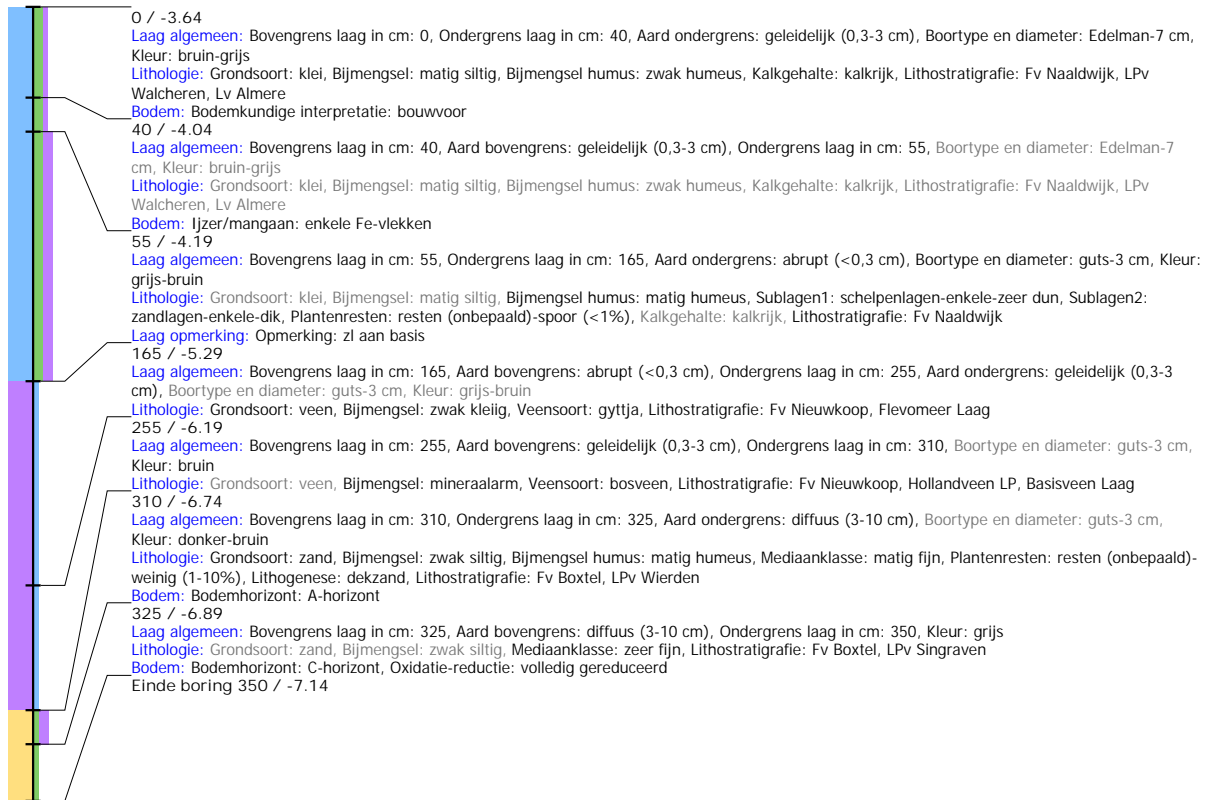 0 / -3.64
Laag algemeen: Bovengrens laag in cm: 0, Ondergrens laag in cm: 40, Aard ondergrens: geleidelijk (0,3-3 cm), Boortype en diameter: Edelman-7 cm,
Kleur: bruin-grijs
Lithologie: Grondsoort: klei, Bijmengsel: matig siltig, Bijmengsel humus: zwak humeus, Kalkgehalte: kalkrijk, Lithostratigrafie: Fv Naaldwijk, LPv
Walcheren, Lv Almere
Bodem: Bodemkundige interpretatie: bouwvoor
40 / -4.04
Laag algemeen: Bovengrens laag in cm: 40, Aard bovengrens: geleidelijk (0,3-3 cm), Ondergrens laag in cm: 55, Boortype en diameter: Edelman-7
cm, Kleur: bruin-grijs
Lithologie: Grondsoort: klei, Bijmengsel: matig siltig, Bijmengsel humus: zwak humeus, Kalkgehalte: kalkrijk, Lithostratigrafie: Fv Naaldwijk, LPv
Walcheren, Lv Almere
Bodem: Ijzer/mangaan: enkele Fe-vlekken
55 / -4.19
Laag algemeen: Bovengrens laag in cm: 55, Ondergrens laag in cm: 165, Aard ondergrens: abrupt (<0,3 cm), Boortype en diameter: guts-3 cm, Kleur:
grijs-bruin
Lithologie: Grondsoort: klei, Bijmengsel: matig siltig, Bijmengsel humus: matig humeus, Sublagen1: schelpenlagen-enkele-zeer dun, Sublagen2:
zandlagen-enkele-dik, Plantenresten: resten (onbepaald)-spoor (<1%), Kalkgehalte: kalkrijk, Lithostratigrafie: Fv Naaldwijk
Laag opmerking: Opmerking: zl aan basis
165 / -5.29
Laag algemeen: Bovengrens laag in cm: 165, Aard bovengrens: abrupt (<0,3 cm), Ondergrens laag in cm: 255, Aard ondergrens: geleidelijk (0,3-3
cm), Boortype en diameter: guts-3 cm, Kleur: grijs-bruin
Lithologie: Grondsoort: veen, Bijmengsel: zwak kleiig, Veensoort: gyttja, Lithostratigrafie: Fv Nieuwkoop, Flevomeer Laag
255 / -6.19
Laag algemeen: Bovengrens laag in cm: 255, Aard bovengrens: geleidelijk (0,3-3 cm), Ondergrens laag in cm: 310, Boortype en diameter: guts-3 cm,
Kleur: bruin
Lithologie: Grondsoort: veen, Bijmengsel: mineraalarm, Veensoort: bosveen, Lithostratigrafie: Fv Nieuwkoop, Hollandveen LP, Basisveen Laag
310 / -6.74
Laag algemeen: Bovengrens laag in cm: 310, Ondergrens laag in cm: 325, Aard ondergrens: diffuus (3-10 cm), Boortype en diameter: guts-3 cm,
Kleur: donker-bruin
Lithologie: Grondsoort: zand, Bijmengsel: zwak siltig, Bijmengsel humus: matig humeus, Mediaanklasse: matig fijn, Plantenresten: resten (onbepaald)-
weinig (1-10%), Lithogenese: dekzand, Lithostratigrafie: Fv Boxtel, LPv Wierden
Bodem: Bodemhorizont: A-horizont
325 / -6.89
Laag algemeen: Bovengrens laag in cm: 325, Aard bovengrens: diffuus (3-10 cm), Ondergrens laag in cm: 350, Kleur: grijs
Lithologie: Grondsoort: zand, Bijmengsel: zwak siltig, Mediaanklasse: zeer fijn, Lithostratigrafie: Fv Boxtel, LPv Singraven
Bodem: Bodemhorizont: C-horizont, Oxidatie-reductie: volledig gereduceerd
Einde boring 350 / -7.14